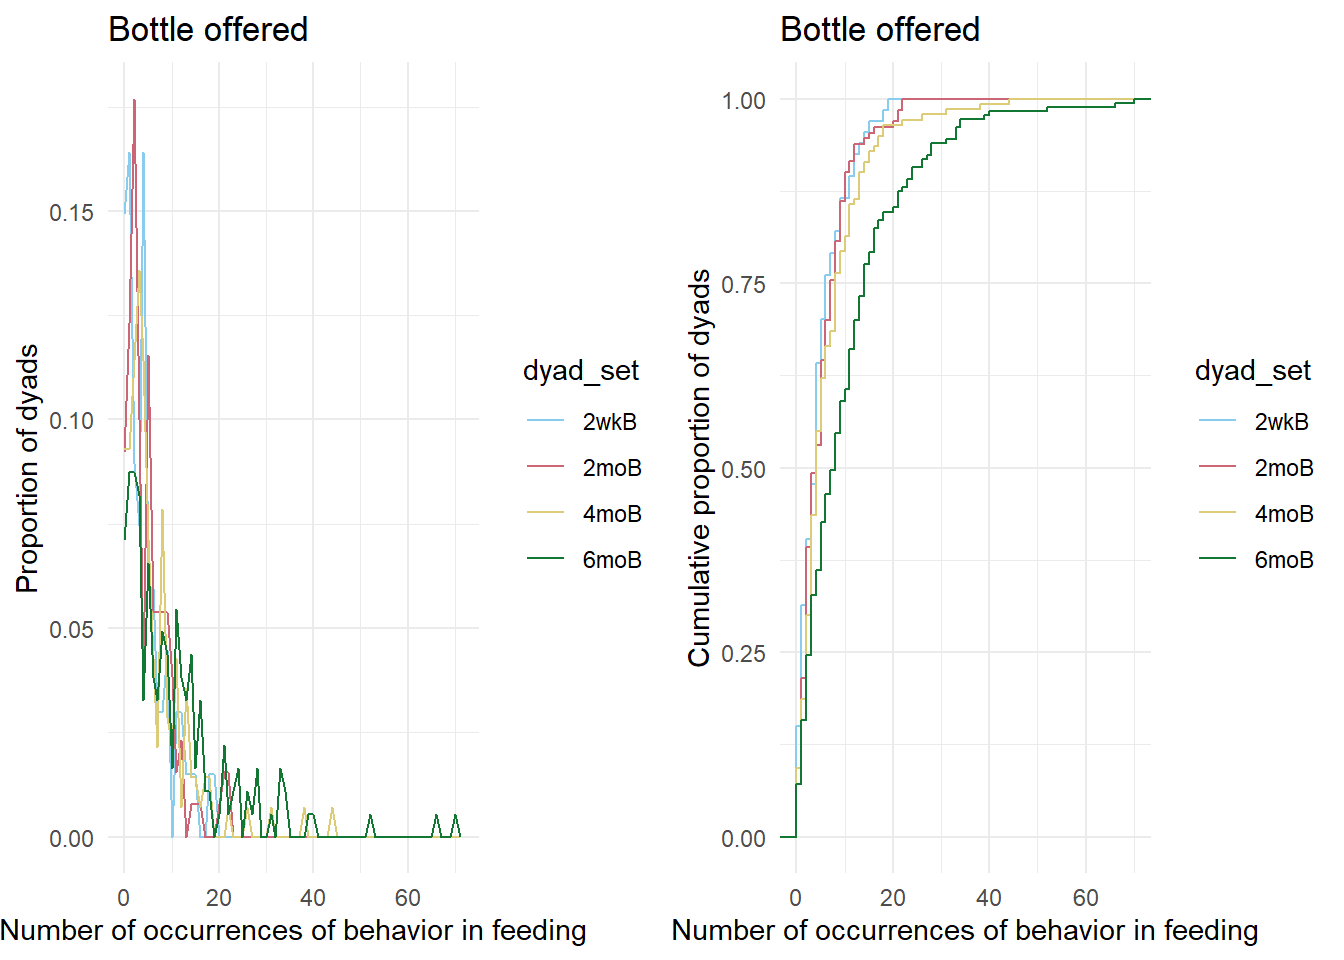 Bottle offered
Proportion of dyads
0.15
0.10
0.05
0.00
0 20 40 60
Number of occurrences of behavior in feeding
dyad_set
2wkB
2moB
4moB
6moB
Bottle offered
Cumulative proportion of dyads
1.00
0.75
0.50
0.25
0.00
0 20 40 60
Number of occurrences of behavior in feeding
dyad_set
2wkB
2moB
4moB
6moB